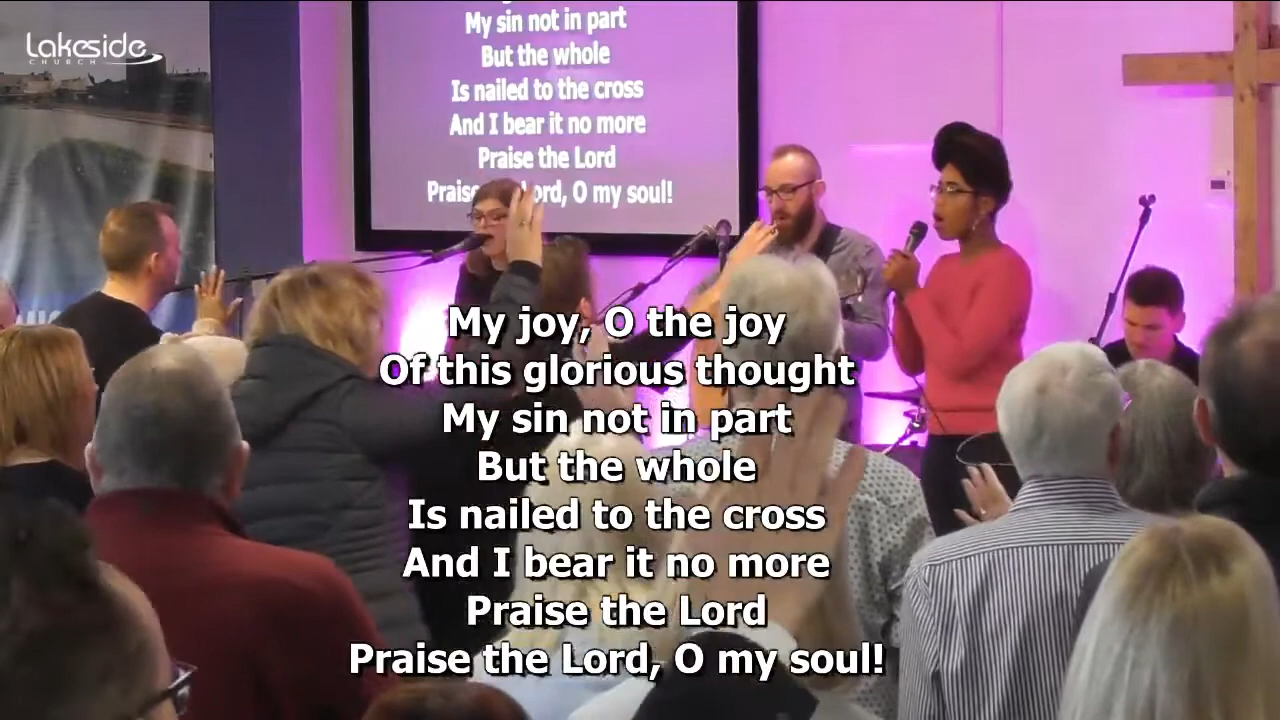 Lakeside
CHURCH
My sin not in part
But the whole
Is nailed to the cross
And I bear it no more
Praise the Lord
Praise Lord, O my soul!
My joy, O the joy
Of this glorious thought
My sin not in part
But the whole
Is nailed to the cross
And I bear it no more
Praise the Lord
Praise the Lord, O my soul!